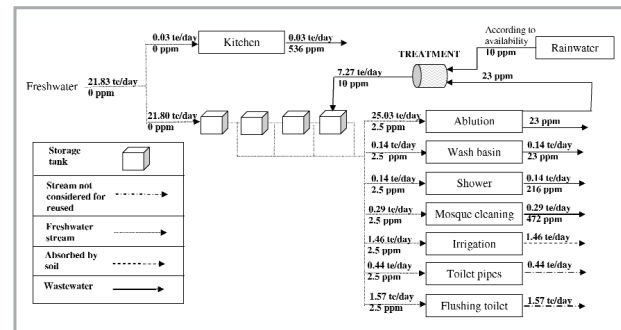 0.03 te/day
0 ppm
Kitchen
0.03 te/day
536 ppm
According to
availability
10 ppm
Rainwater
TREATMENT
23 ppm
7.27 te/day
10 ppm
Freshwater
21.83 te/day
0 ppm
21.80 te/day
0 ppm
25.03 te/day
2.5 ppm
Ablution
23 ppm
0.14 te/day
2.5 ppm
Wash basin
0.14 te/day
23 ppm
0.14 te/day
2.5 ppm
Shower
0.14 te/day
216 ppm
0.29 te/day
2.5 ppm
Mosque cleaning
0.29 te/day
472 ppm
1.46 te/day
2.5 ppm
Irrigation
1.46 te/day
0.44 te/day
2.5 ppm
Toilet pipes
0.44 te/day
1.57 te/day
2.5 ppm
Flushing toilet
1.57 te/day
Storage
tank
Stream not
considered for
reused
Freshwater
stream
Absorbed by
soil
Wastewater